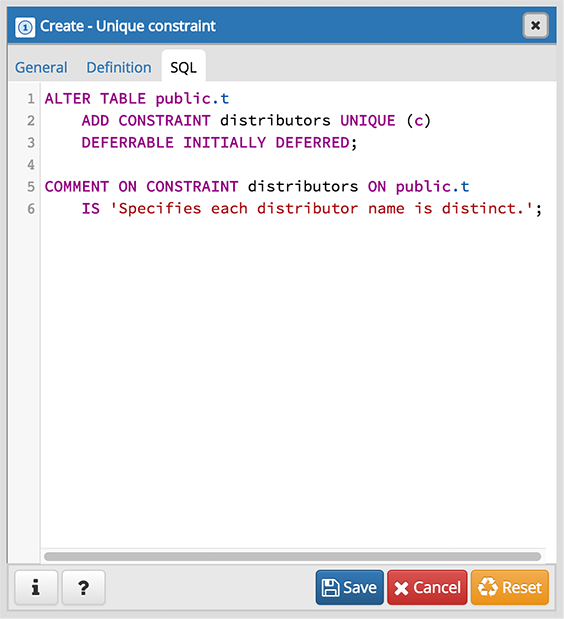 Create - Unique constraint
General Definition SQL
1 ALTER TABLE public.t
2     ADD CONSTRAINT distributors UNIQUE (c)
3     DEFERRABLE INITIALLY DEFERRED;
4
5 COMMENT ON CONSTRAINT distributors ON public.t
6     IS 'Specifies each distributor name is distinct.';
i ? Save Cancel Reset